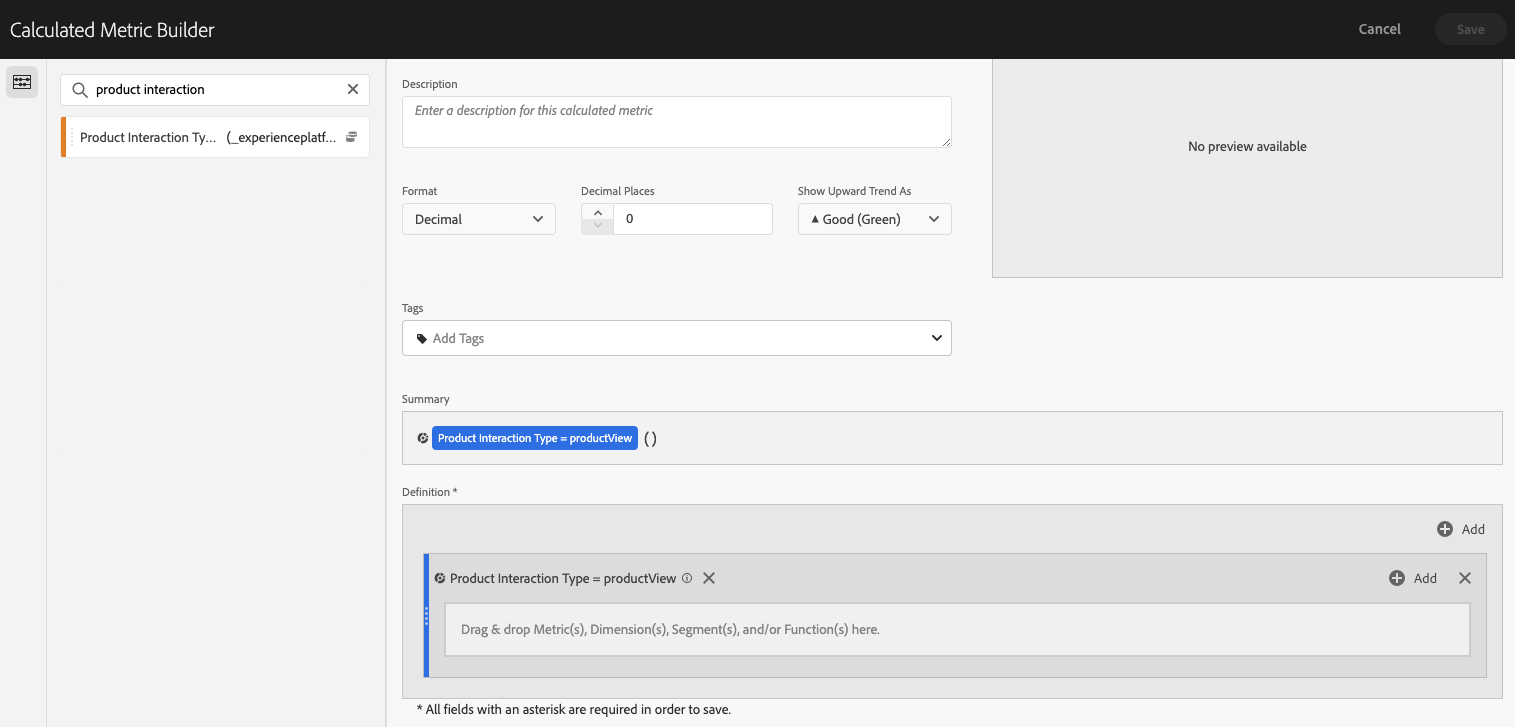 Calculated Metric Builder
Cancel
Save
product interaction
Product Interaction Ty... (_experienceplatf...
Description
Enter a description for this calculated metric
No preview available
Format
Decimal Places
Show Upward Trend As
Decimal
0
Good (Green)
Tags
Add Tags
Summary
Product Interaction Type = productView ( )
Definition *
Add
Product Interaction Type = productView
Add
Drag & drop Metric(s), Dimension(s), Segment(s), and/or Function(s) here.
* All fields with an asterisk are required in order to save.